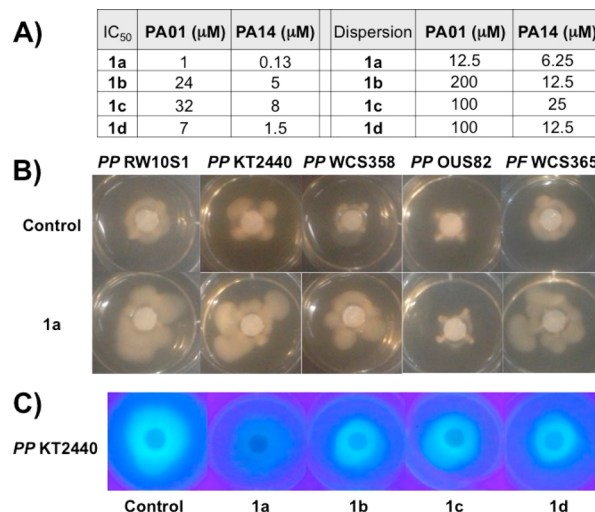 A)
IC50 PA01 (μM) PA14 (μM) Dispersion PA01 (μM) PA14 (μM)
1a 1 0.13 1a 12.5 6.25
1b 24 5 1b 200 12.5
1c 32 8 1c 100 25
1d 7 1.5 1d 100 12.5
B)
PP RW10S1 PP KT2440 PP WCS358 PP OUS82 PF WCS365
Control
1a
C)
PP KT2440
Control 1a 1b 1c 1d